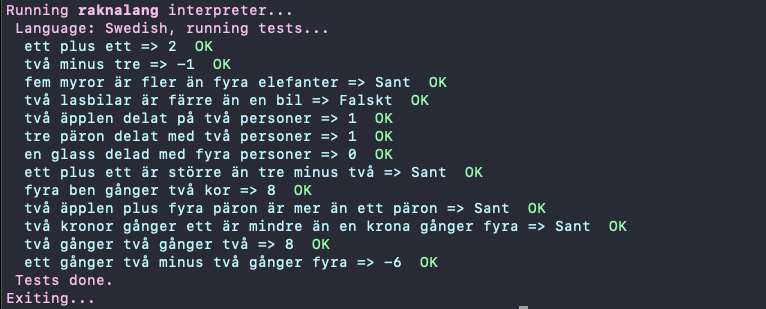 Running raknalang interpreter...
Language: Swedish, running tests...
ett plus ett => 2 OK
två minus tre => -1 OK
fem myror är fler än fyra elefanter => Sant OK
två lasbilar är färre än en bil => Falskt OK
två äpplen delat på två personer => 1 OK
tre päron delat med två personer => 1 OK
en glass delad med fyra personer => 0 OK
ett plus ett är större än tre minus två => Sant OK
fyra ben gånger två kor => 8 OK
två äpplen plus fyra päron är mer än ett päron => Sant OK
två kronor gånger ett är mindre än en krona gånger fyra => Sant OK
två gånger två gånger två => 8 OK
ett gånger två minus två gånger fyra => -6 OK
Tests done.
Exiting...